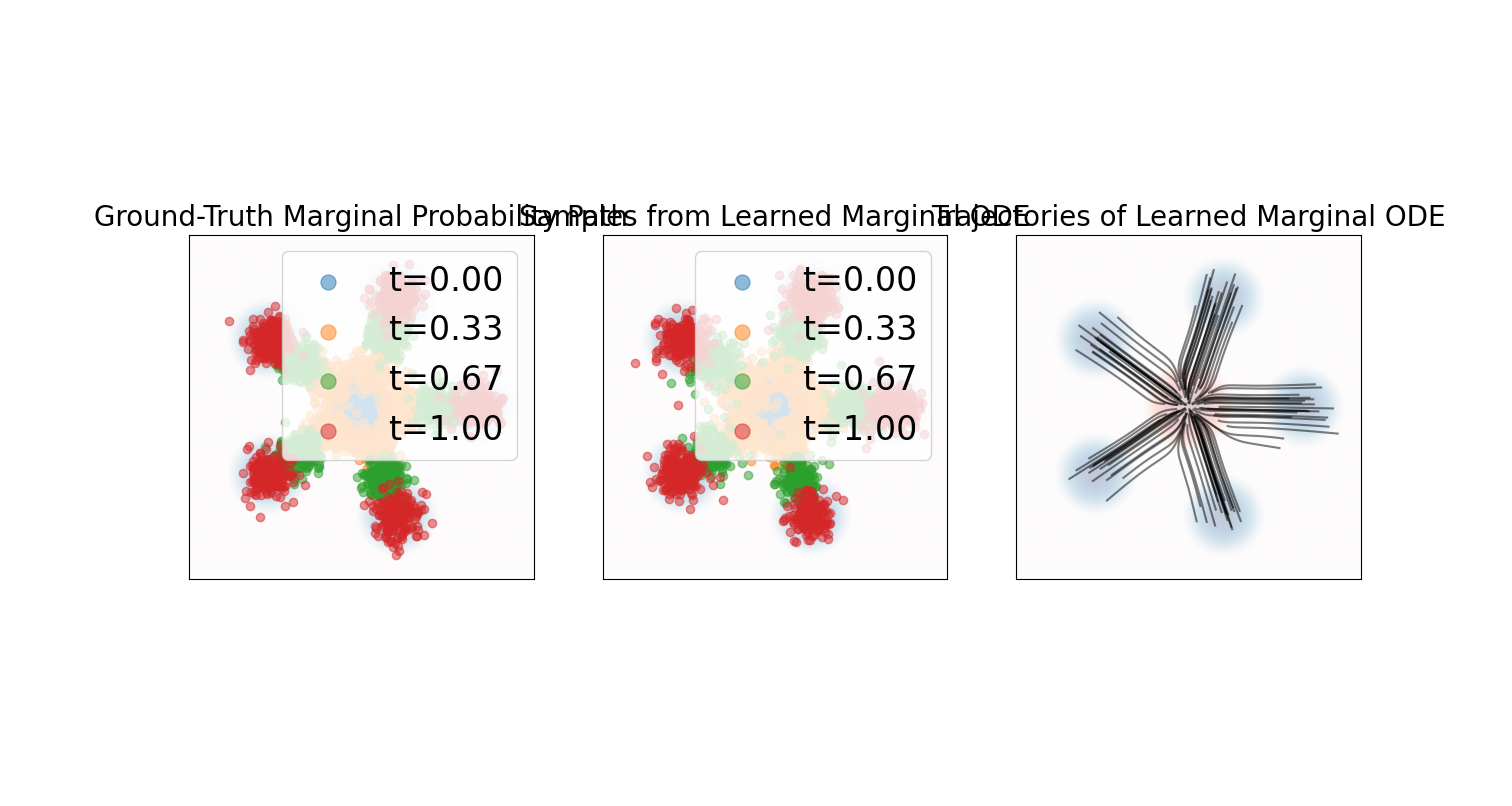 Ground-Truth Marginal Probability Path
Samples from Learned Marginal ODE
Trajectories of Learned Marginal ODE
t=0.00
t=0.33
t=0.67
t=1.00
t=0.00
t=0.33
t=0.67
t=1.00